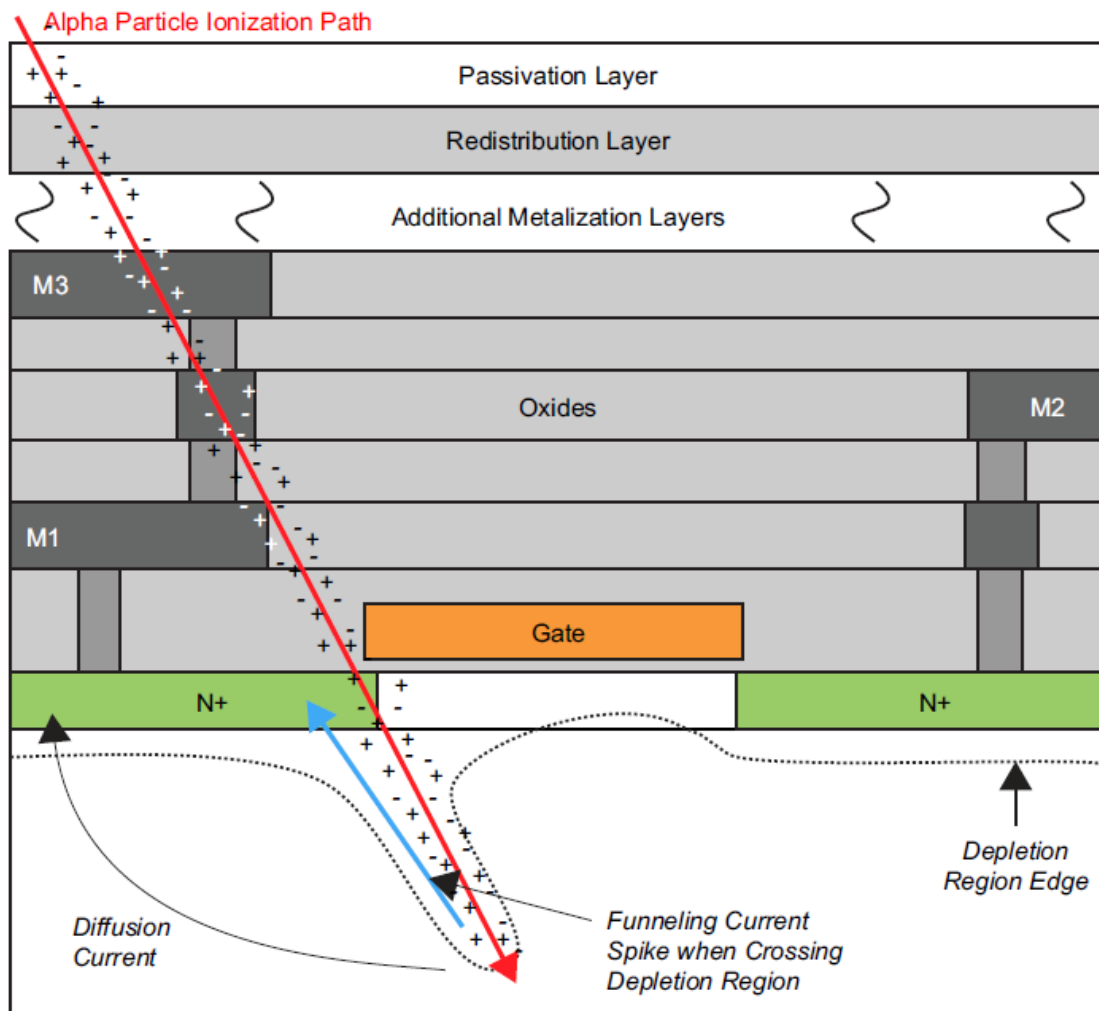 Alpha Particle Ionization Path
Passivation Layer
Redistribution Layer
Additional Metalization Layers
M3
Oxides
M2
M1
Gate
N+
N+
Depletion
Region Edge
Diffusion
Current
Funneling Current
Spike when Crossing
Depletion Region